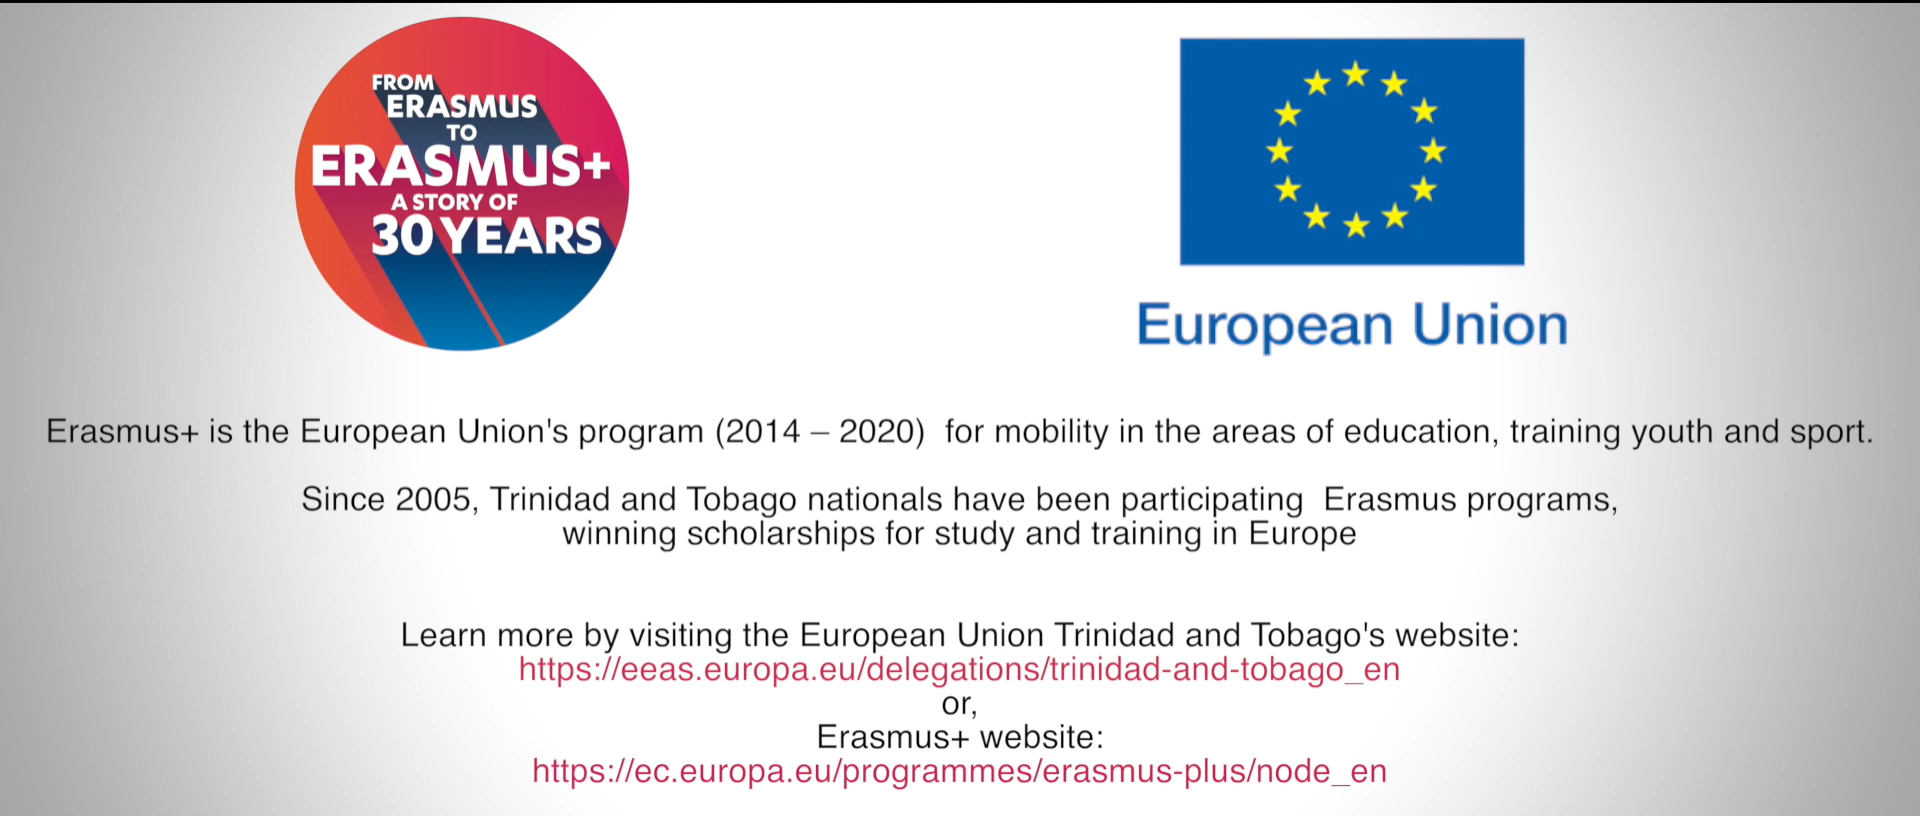 FROM
ERASMUS
TO
ERASMUS+
A STORY OF
30 YEARS
European Union
Erasmus+ is the European Union's program (2014 – 2020)  for mobility in the areas of education, training youth and sport.
Since 2005, Trinidad and Tobago nationals have been participating  Erasmus programs,
winning scholarships for study and training in Europe
Learn more by visiting the European Union Trinidad and Tobago's website:
https://eeas.europa.eu/delegations/trinidad-and-tobago_en
or,
Erasmus+ website:
https://ec.europa.eu/programmes/erasmus-plus/node_en